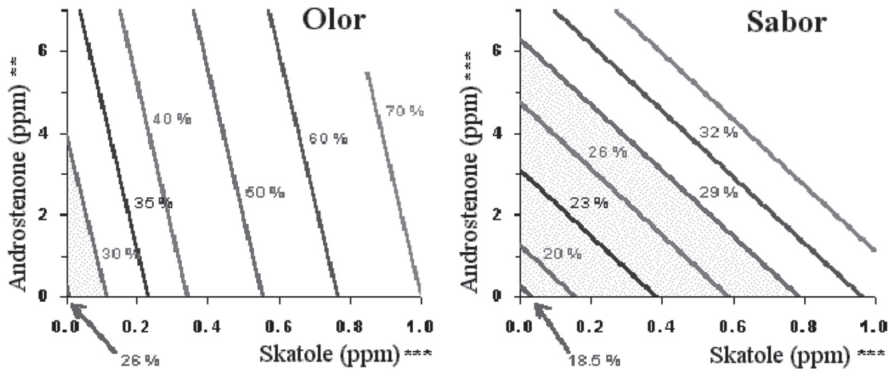 Olor
Androstenone (ppm) **
6
4
2
0
0.0 0.2 0.4 0.6 0.8 1.0
Skatole (ppm) ***
30 %
35 %
40 %
50 %
60 %
70 %
26 %
Sabor
Androstenone (ppm) ***
6
4
2
0
0.0 0.2 0.4 0.6 0.8 1.0
Skatole (ppm) ***
20 %
23 %
26 %
29 %
32 %
18.5 %